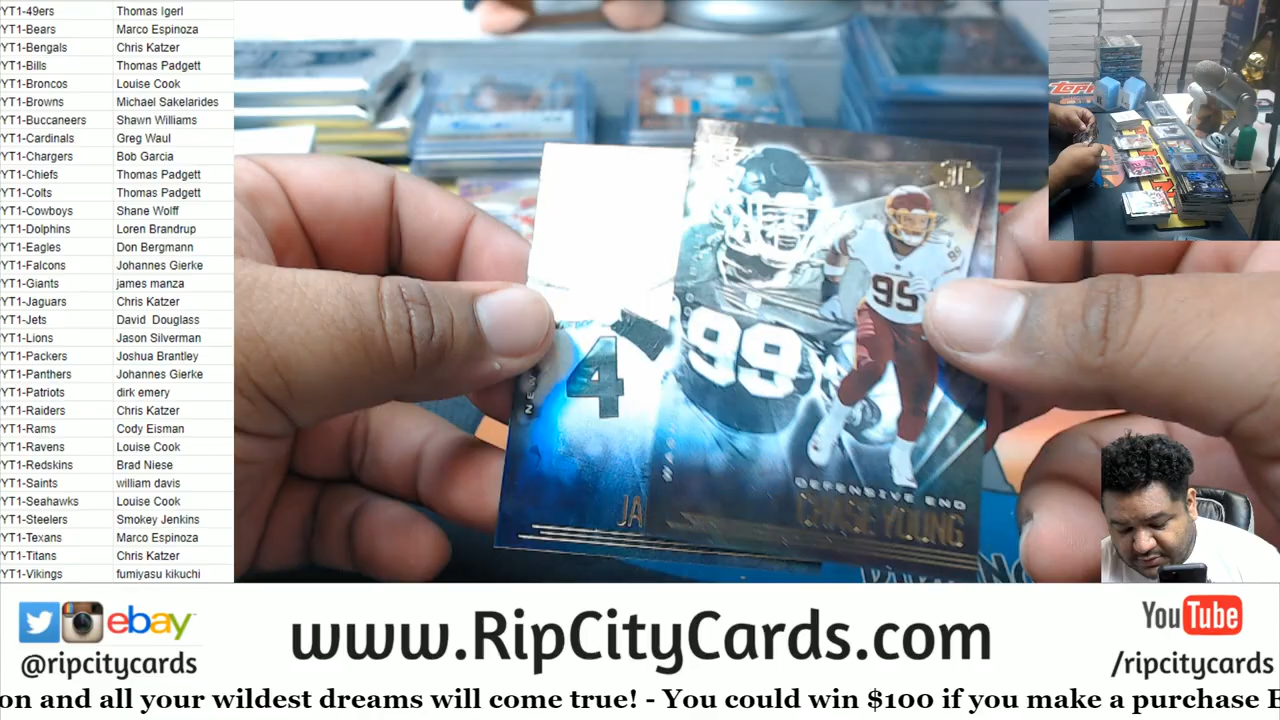 YT1-49ers Thomas Igerl
YT1-Bears Marco Espinoza
YT1-Bengals Chris Katzer
YT1-Bills Thomas Padgett
YT1-Broncos Louise Cook
YT1-Browns Michael Sakelarides
YT1-Buccaneers Shawn Williams
YT1-Cardinals Greg Waul
YT1-Chargers Bob Garcia
YT1-Chiefs Thomas Padgett
YT1-Colts Thomas Padgett
YT1-Cowboys Shane Wolff
YT1-Dolphins Loren Brandrup
YT1-Eagles Don Bergmann
YT1-Falcons Johannes Gierke
YT1-Giants james manza
YT1-Jaguars Chris Katzer
YT1-Jets David Douglass
YT1-Lions Jason Silverman
YT1-Packers Joshua Brantley
YT1-Panthers Johannes Gierke
YT1-Patriots dirk emery
YT1-Raiders Chris Katzer
YT1-Rams Cody Eisman
YT1-Ravens Louise Cook
YT1-Redskins Brad Niese
YT1-Saints william davis
YT1-Seahawks Louise Cook
YT1-Steelers Smokey Jenkins
YT1-Texans Marco Espinoza
YT1-Titans Chris Katzer
YT1-Vikings fumiyasu kikuchi
99
99
4
NEW
JA
WAS
DEFENSIVE END
CHASE YOUNG
ebay
@ripcitycards
www.RipCityCards.com
YouTube
/ripcitycards
on and all your wildest dreams will come true! - You could win $100 if you make a purchase